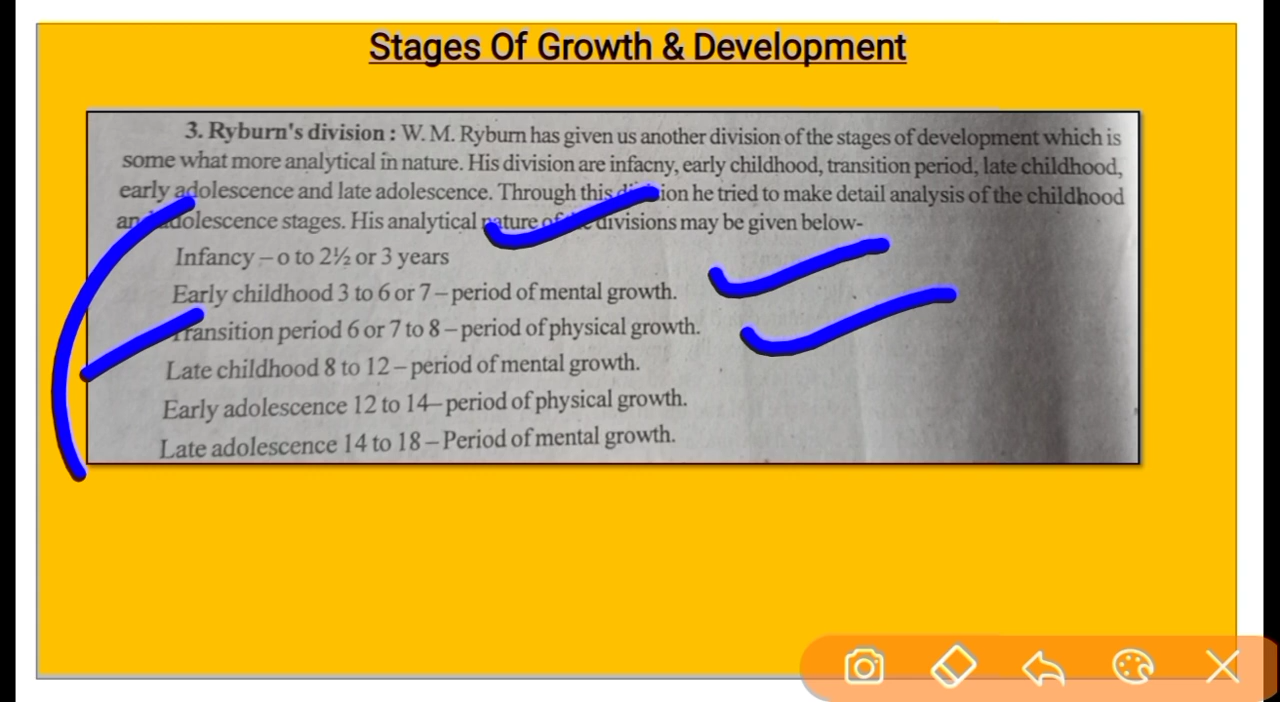 Stages Of Growth & Development
3. Ryburn's division : W. M. Ryburn has given us another division of the stages of development which is
some what more analytical in nature. His division are infacny, early childhood, transition period, late childhood,
early adolescence and late adolescence. Through this he tried to make detail analysis of the childhood
adolescence stages. His analytical nature of divisions may be given below-
Infancy – o to 2½ or 3 years
Early childhood 3 to 6 or 7 – period of mental growth.
Transition period 6 or 7 to 8 – period of physical growth.
Late childhood 8 to 12 – period of mental growth.
Early adolescence 12 to 14– period of physical growth.
Late adolescence 14 to 18 – Period of mental growth.